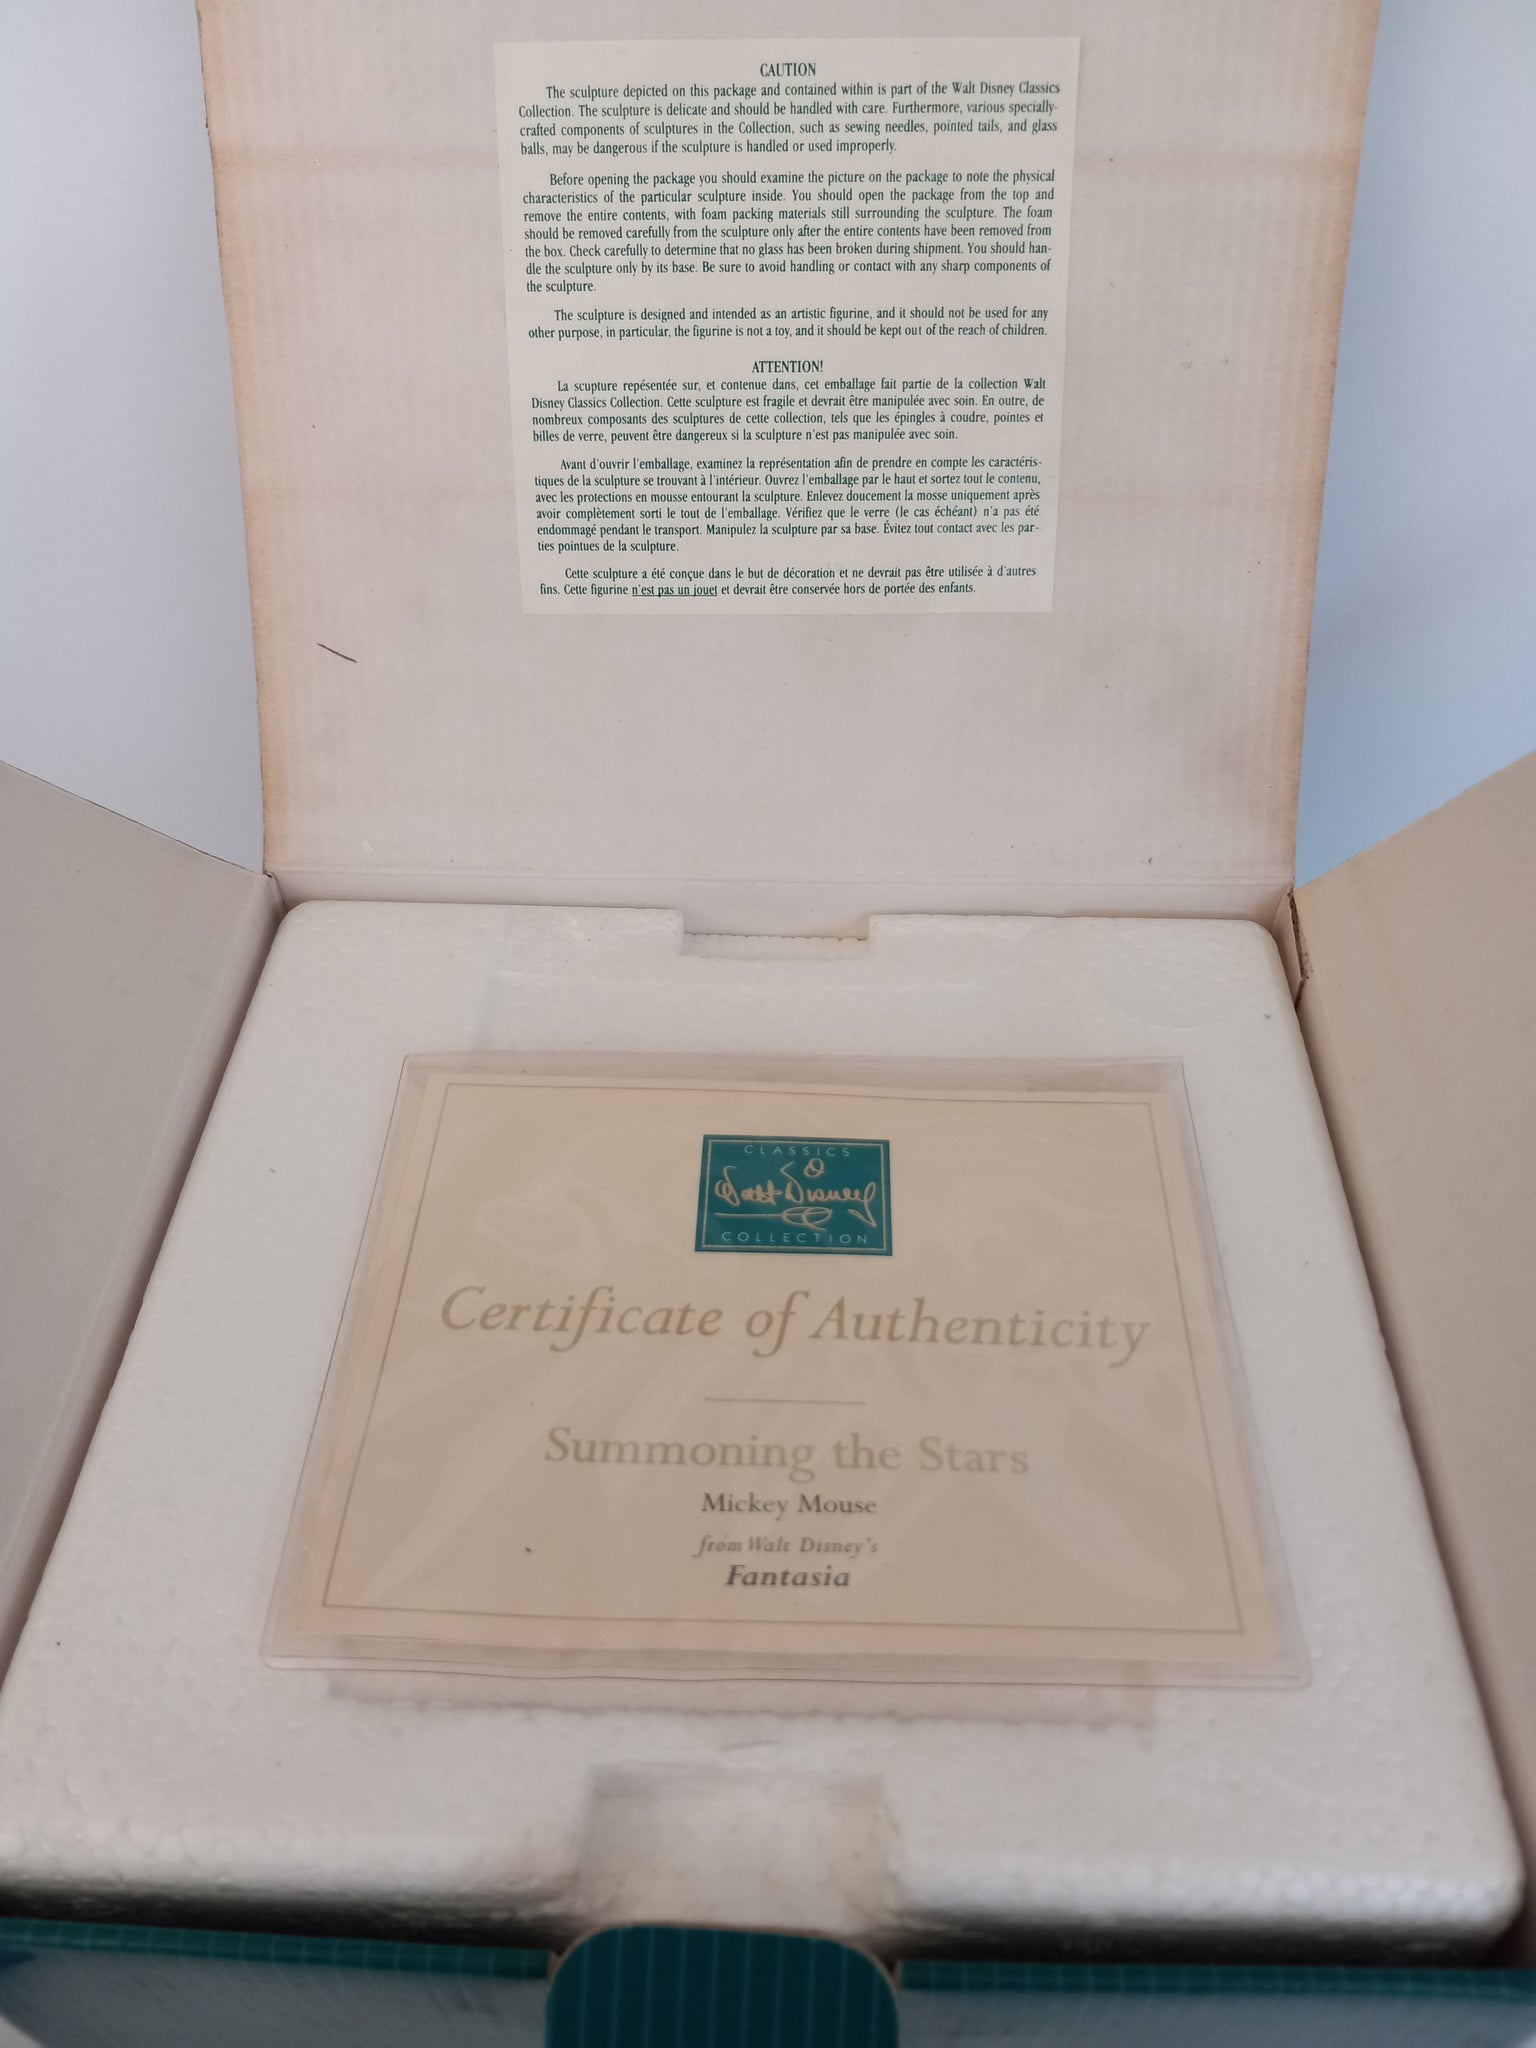 CAUTION
The sculpture depicted on this package and contained within is part of the Walt Disney Classics
Collection. The sculpture is delicate and should be handled with care. Furthermore, various specially-
crafted components of sculptures in the Collection, such as sewing needles, pointed tails, and glass
balls, may be dangerous if the sculpture is handled or used improperly.
Before opening the package you should examine the picture on the package to note the physical
characteristics of the particular sculpture inside. You should open the package from the top and
remove the entire contents, with foam packing materials still surrounding the sculpture. The foam
should be removed carefully from the sculpture only after the entire contents have been removed from
the box. Check carefully to determine that no glass has been broken during shipment. You should han-
dle the sculpture only by its base. Be sure to avoid handling or contact with any sharp components of
the sculpture.
The sculpture is designed and intended as an artistic figurine, and it should not be used for any
other purpose, in particular, the figurine is not a toy, and it should be kept out of the reach of children.
ATTENTION!
La scupture repésentée sur, et contenue dans, cet emballage fait partie de la collection Walt
Disney Classics Collection. Cette sculpture est fragile et devrait être manipulée avec soin. En outre, de
nombreux composants des sculptures de cette collection, tels que les épingles à coudre, pointes et
billes de verre, peuvent être dangereux si la sculpture n'est pas manipulée avec soin.
Avant d'ouvrir l'emballage, examinez la représentation afin de prendre en compte les caractéris-
tiques de la sculpture se trouvant à l'intérieur. Ouvrez l'emballage par le haut et sortez tout le contenu,
avec les protections en mousse entourant la sculpture. Enlevez doucement la mosse uniquement après
avoir complètement sorti le tout de l'emballage. Vérifiez que le verre (le cas échéant) n'a pas été
endommagé pendant le transport. Manipulez la sculpture par sa base. Évitez tout contact avec les par-
ties pointues de la sculpture.
Cette sculpture a été conçue dans le but de décoration et ne devrait pas être utilisée à d'autres
fins. Cette figurine n'est pas un jouet et devrait être conservée hors de portée des enfants.
CLASSICS
Walt Disney
COLLECTION
Certificate of Authenticity
Summoning the Stars
Mickey Mouse
from Walt Disney's
Fantasia